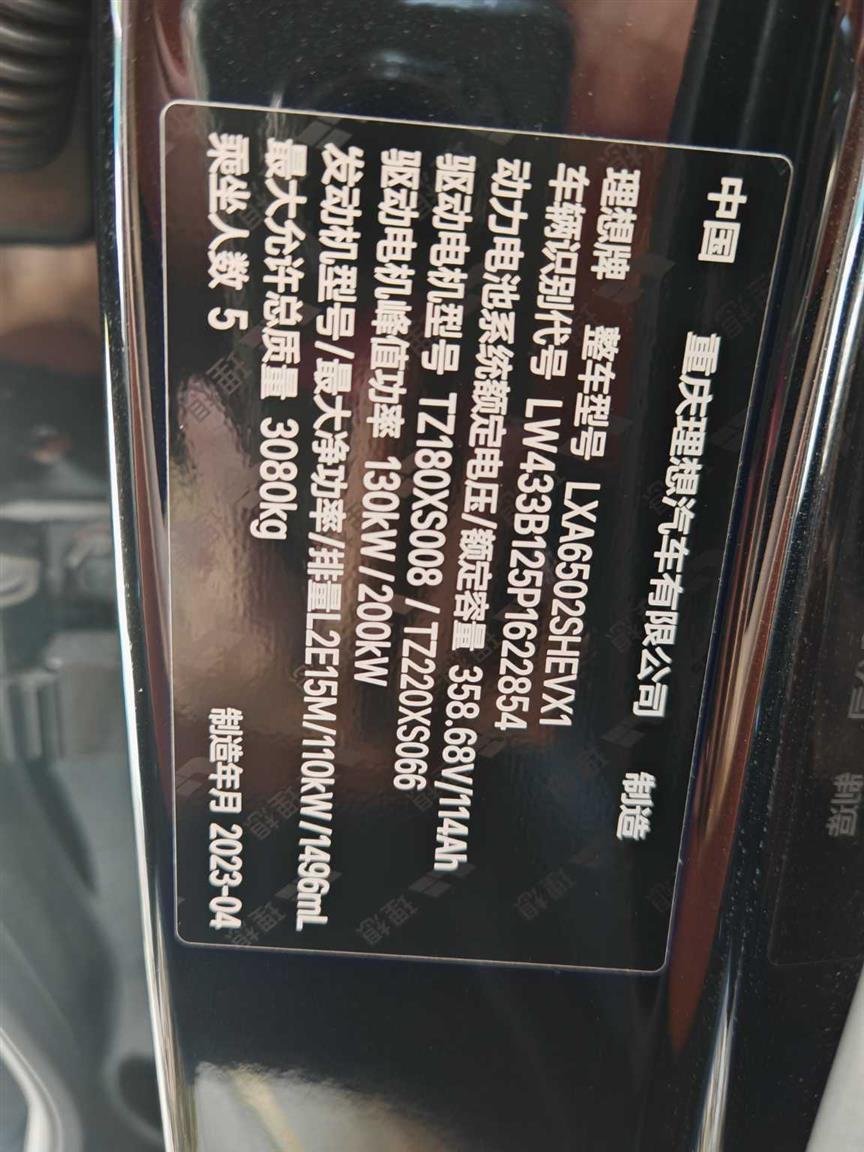 中国 重庆理想汽车有限公司 制造
理想牌 整车型号 LXA6502SHEVX1
车辆识别代号 LW433B125P1622854
动力电池系统额定电压/额定容量 358.68V/114Ah
驱动电机型号 TZ180XS008 / TZ220XS066
驱动电机峰值功率 130kW / 200kW
发动机型号/最大净功率/排量L2E15M/110kW/1496mL
最大允许总质量 3080kg
乘坐人数 5 制造年月 2023-04